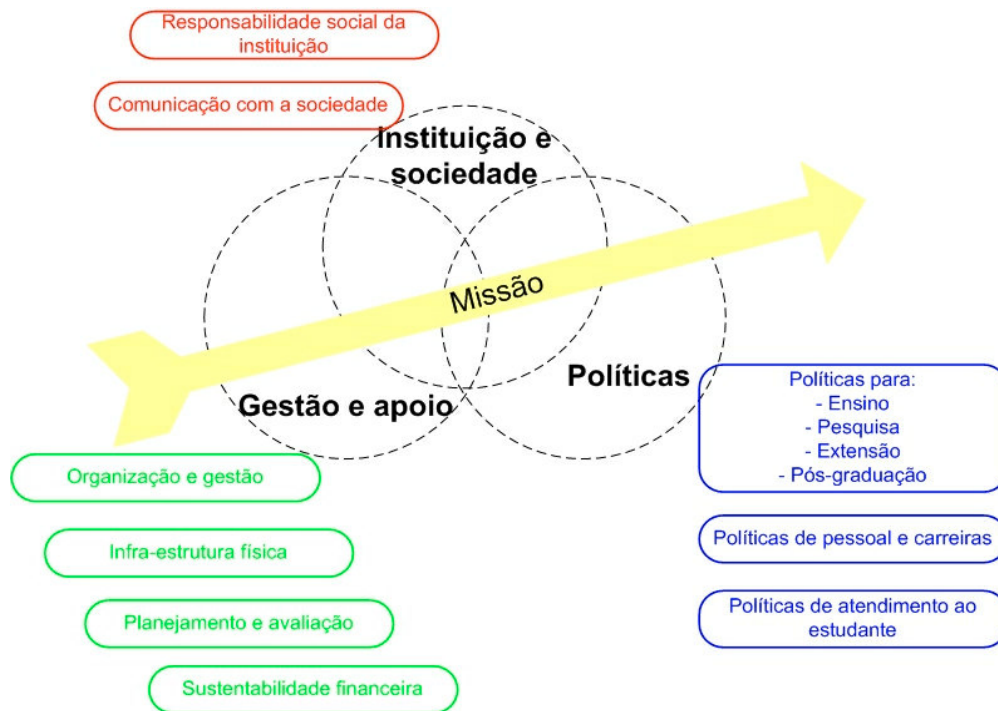 Responsabilidade social da
instituição
Comunicação com a sociedade
Instituição e
sociedade
Missão
Políticas
Gestão e apoio
Políticas para:
- Ensino
- Pesquisa
- Extensão
- Pós-graduação
Organização e gestão
Políticas de pessoal e carreiras
Infra-estrutura física
Políticas de atendimento ao
estudante
Planejamento e avaliação
Sustentabilidade financeira